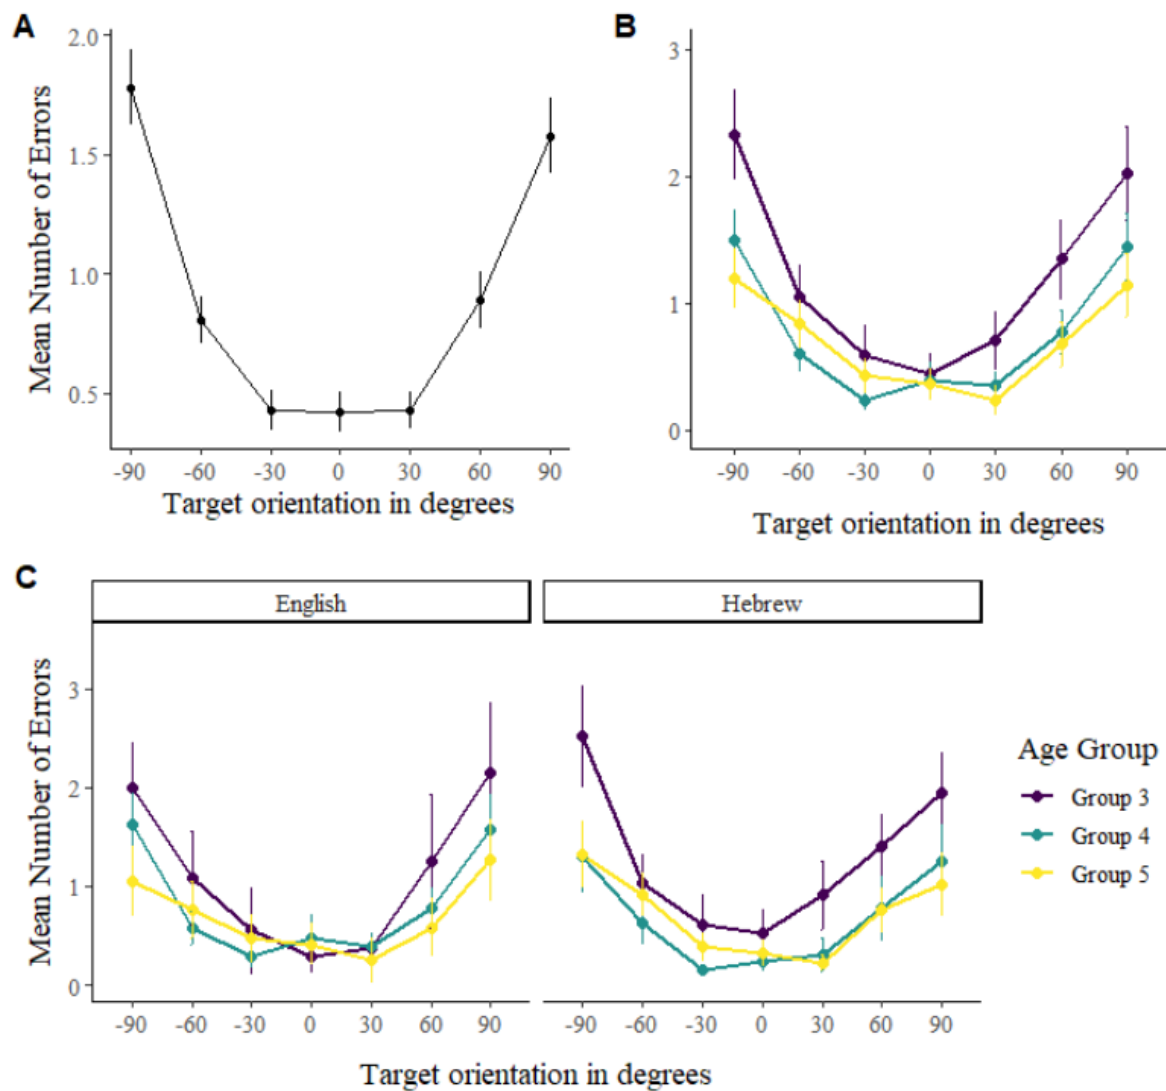 A
2.0
1.5
1.0
0.5
Mean Number of Errors
-90 -60 -30 0 30 60 90
Target orientation in degrees
B
3
2
1
0
-90 -60 -30 0 30 60 90
Target orientation in degrees
C
English
Hebrew
3
2
1
0
Mean Number of Errors
-90 -60 -30 0 30 60 90
-90 -60 -30 0 30 60 90
Target orientation in degrees
Age Group
Group 3
Group 4
Group 5